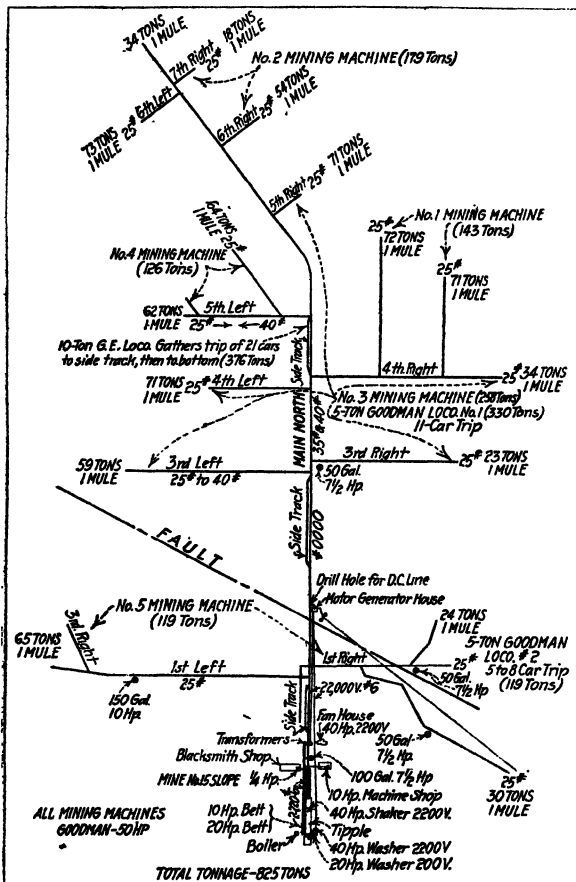 34 TONS
1 MULE
18 TONS
1 MULE
7th Right
25#
No. 2 MINING MACHINE (179 Tons)
6th Left
25#
73 TONS
1 MULE
6th Right
25#
54 TONS
1 MULE
5th Right
25#
71 TONS
1 MULE
64 TONS
1 MULE
25#
No. 4 MINING MACHINE
(126 Tons)
25#
72 TONS
1 MULE
No. 1 MINING MACHINE
(143 Tons)
25#
71 TONS
1 MULE
62 TONS
1 MULE
5th Left
25# 40#
10-Ton G.E. Loco. Gathers trip of 21 cars
to side track, then to bottom (376 Tons)
Side Track
4th Right
25#
34 TONS
1 MULE
71 TONS
1 MULE
25#
4th Left
No. 3 MINING MACHINE (258 Tons)
5-TON GOODMAN LOCO. No. 1 (330 TONS)
11-Car Trip
MAIN NORTH
35# & 40#
59 TONS
1 MULE
3rd Left
25# to 40#
3rd Right
25#
23 TONS
1 MULE
50 Gal.
7 1/2 Hp.
Side Track
#0000
FAULT
Drill Hole for D.C. Line
Motor Generator House
No. 5 MINING MACHINE
(119 TONS)
3rd Right
65 TONS
1 MULE
24 TONS
1 MULE
5-TON GOODMAN
LOCO. #2
5 to 8 Car Trip
(119 Tons)
1st Right
25#
50 Gal.
7 1/2 Hp
1st Left
25#
150 Gal.
10 Hp.
22,000 V. #6
Side Track
Fan House
40 Hp. 2200V
Transformers
50 Gal.
7 1/2 Hp.
Blacksmith Shop
100 Gal. 7 1/2 Hp
MINE No. 15 SLOPE
1/4 Hp.
25#
30 TONS
1 MULE
10 Hp. Machine Shop
40 Hp. Shaker 2200 V.
ALL MINING MACHINES
GOODMAN-50 HP
10 Hp. Belt
20 Hp. Belt
Boiler
Tipple
40 Hp. Washer 2200 V
20 Hp. Washer 200 V.
TOTAL TONNAGE-825 TONS